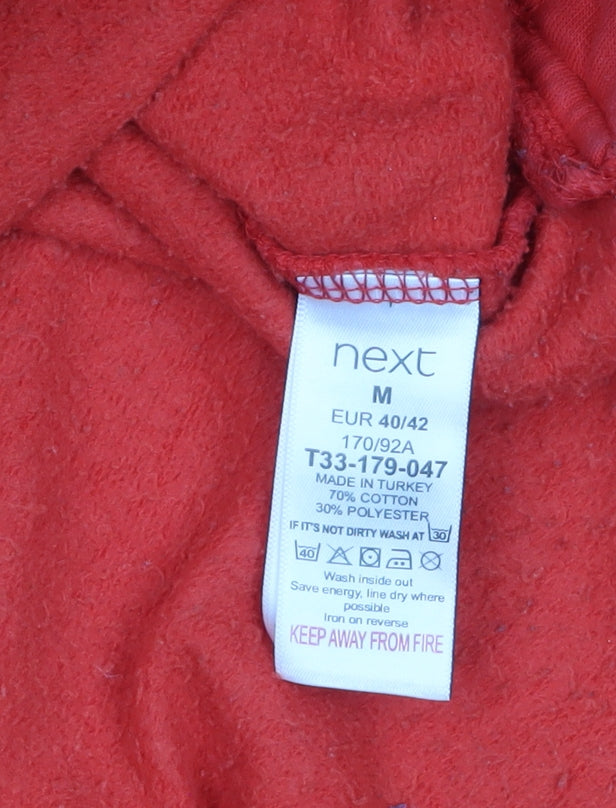 next
M
EUR 40/42
170/92A
T33-179-047
MADE IN TURKEY
70% COTTON
30% POLYESTER
IF IT'S NOT DIRTY WASH AT 30
40
Wash inside out
Save energy, line dry where
possible
Iron on reverse
KEEP AWAY FROM FIRE